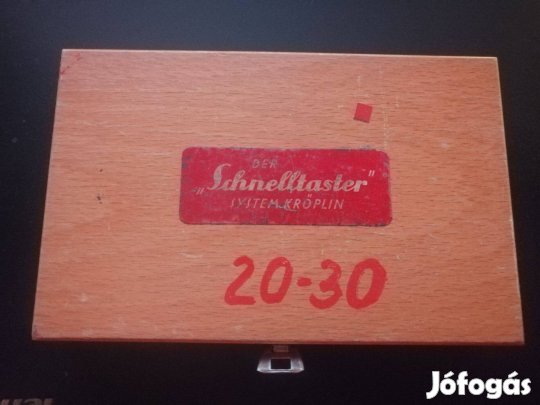 DER
„Schnelltaster"
SYSTEM KRÖPLIN
20-30
Jófogás